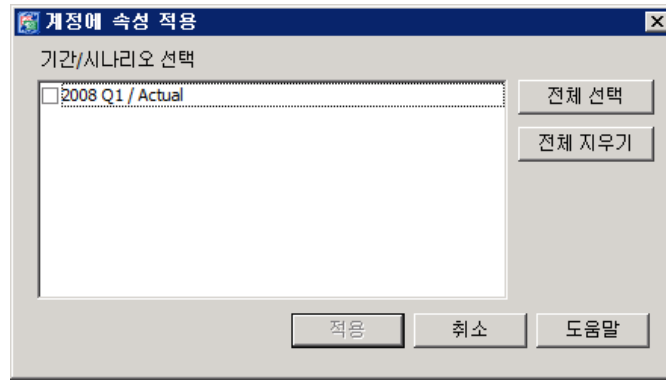 계정에 속성 적용
기간/시나리오 선택
2008 Q1 / Actual
전체 선택
전체 지우기
적용
취소
도움말